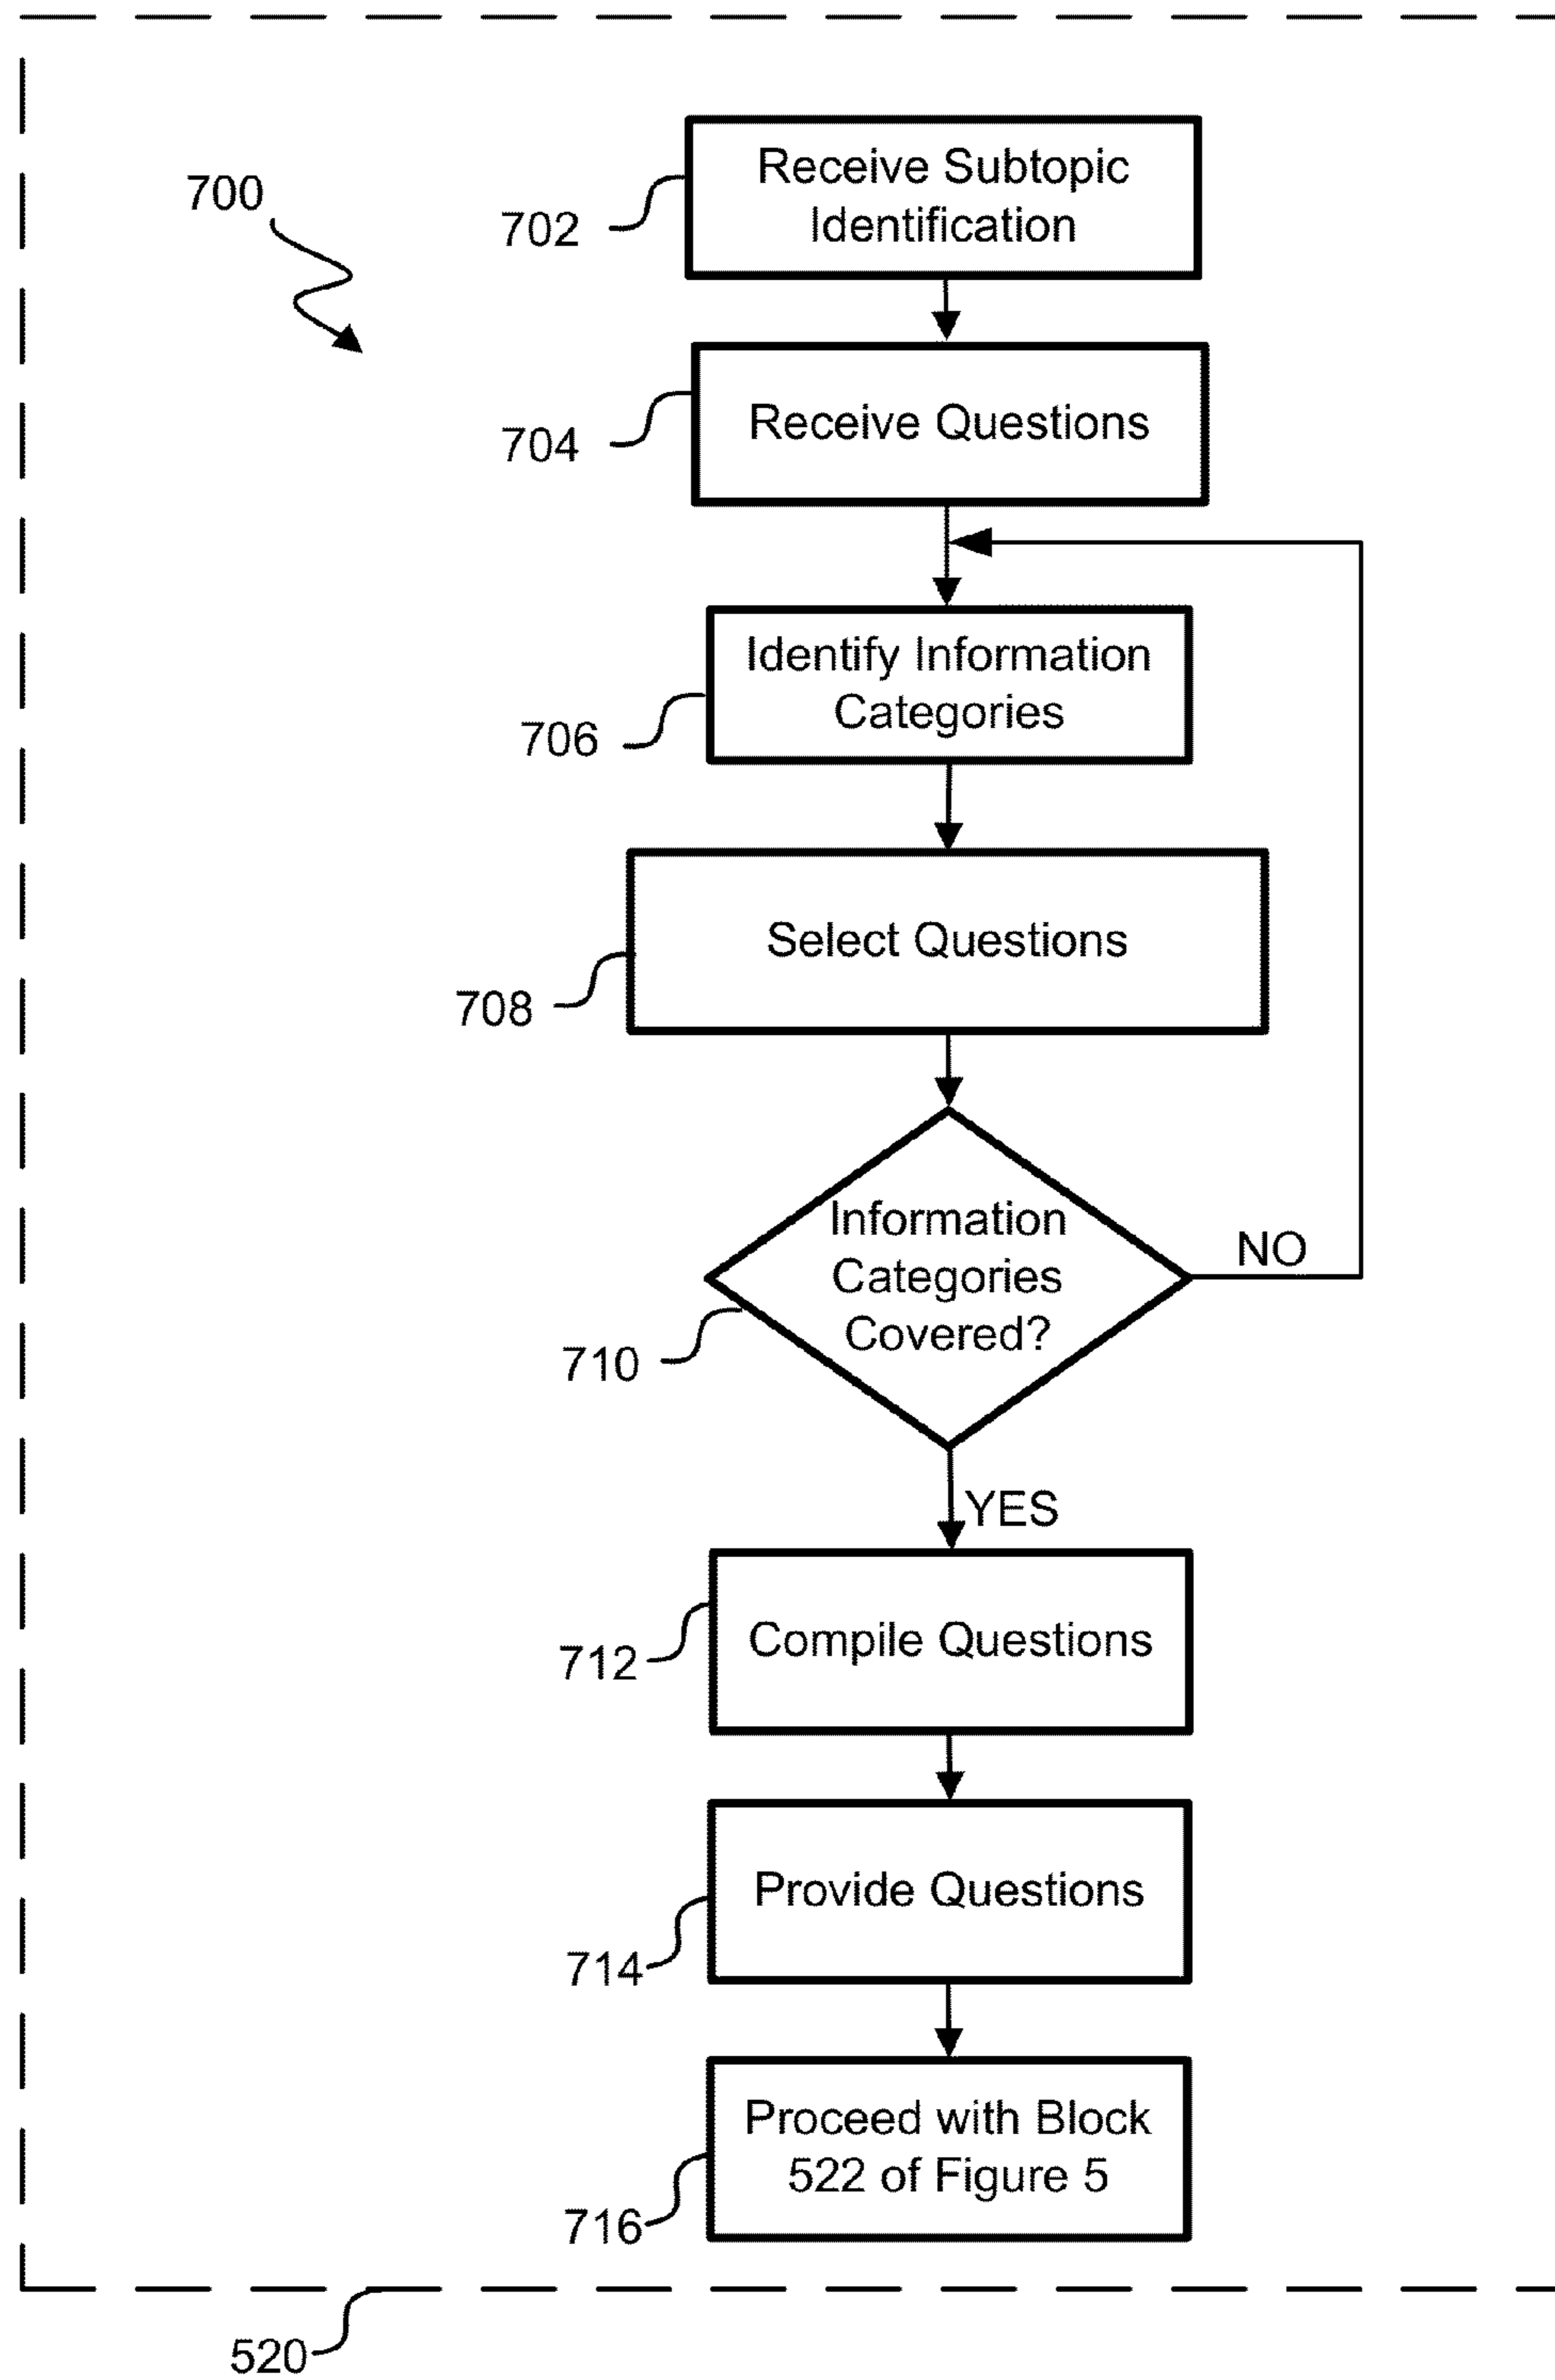 700
702
Receive Subtopic
Identification
704
Receive Questions
706
Identify Information
Categories
708
Select Questions
710
Information
Categories
Covered?
NO
YES
712
Compile Questions
714
Provide Questions
716
Proceed with Block
522 of Figure 5
520